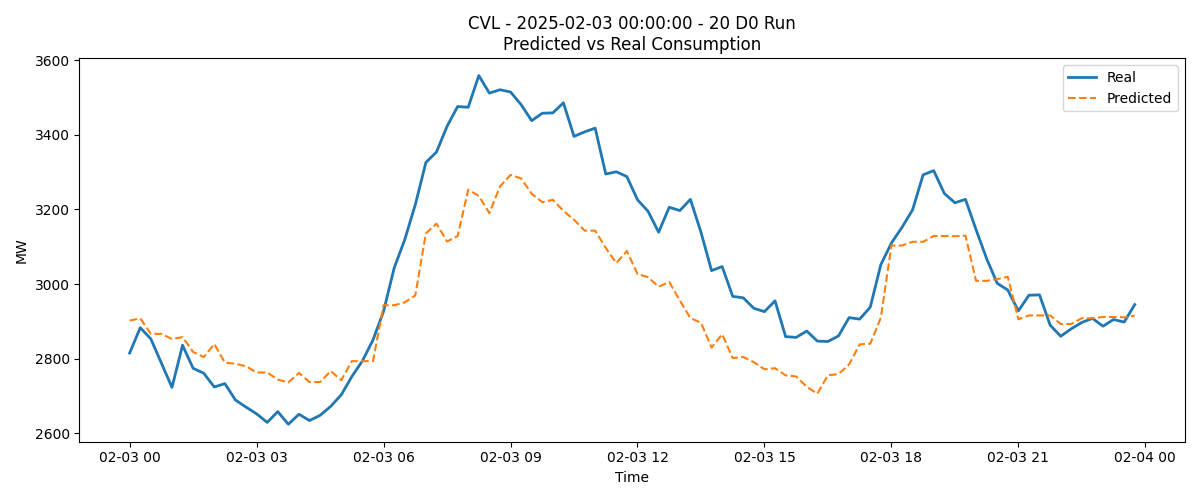 CVL - 2025-02-03 00:00:00 - 20 D0 Run
Predicted vs Real Consumption
Real
Predicted
MW
3600
3400
3200
3000
2800
2600
02-03 00
02-03 03
02-03 06
02-03 09
02-03 12
02-03 15
02-03 18
02-03 21
02-04 00
Time